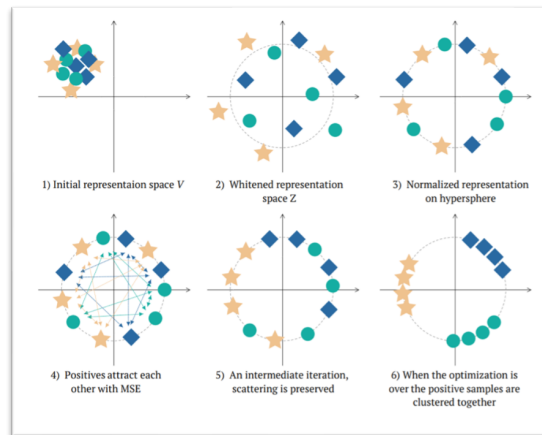 1) Initial representaion space V
2) Whitened representation
space Z
3) Normalized representation
on hypersphere
4) Positives attract each
other with MSE
5) An intermediate iteration,
scattering is preserved
6) When the optimization is
over the positive samples are
clustered together